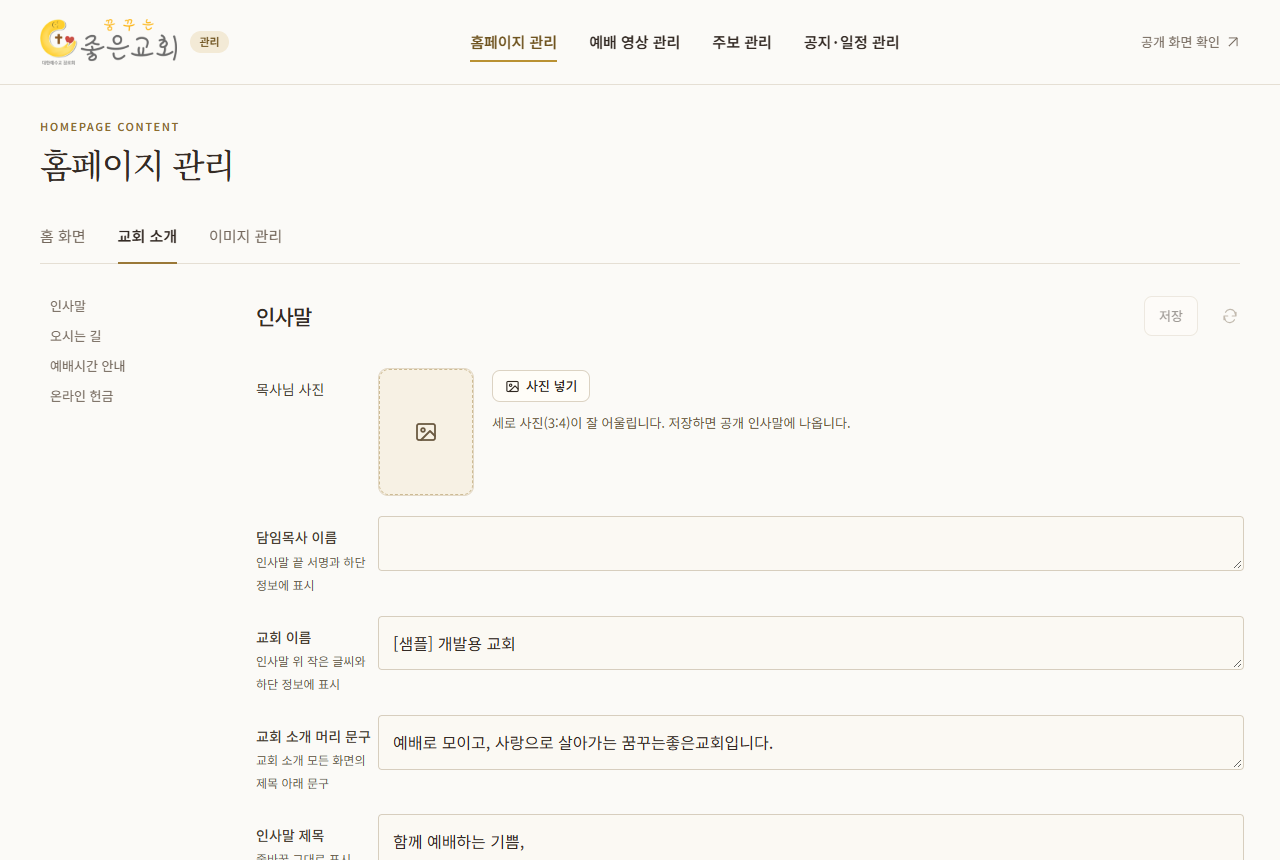 꿈 꾸 는
좋은교회
관리
홈페이지 관리
예배 영상 관리
주보 관리
공지·일정 관리
공개 화면 확인
HOMEPAGE CONTENT
홈페이지 관리
홈 화면
교회 소개
이미지 관리
인사말
오시는 길
예배시간 안내
온라인 헌금
인사말
저장
목사님 사진
사진 넣기
세로 사진(3:4)이 잘 어울립니다. 저장하면 공개 인사말에 나옵니다.
담임목사 이름
인사말 끝 서명과 하단
정보에 표시
교회 이름
인사말 위 작은 글씨와
하단 정보에 표시
[샘플] 개발용 교회
교회 소개 머리 문구
교회 소개 모든 화면의
제목 아래 문구
예배로 모이고, 사랑으로 살아가는 꿈꾸는좋은교회입니다.
인사말 제목
줄바꿈 그대로 표시
함께 예배하는 기쁨,